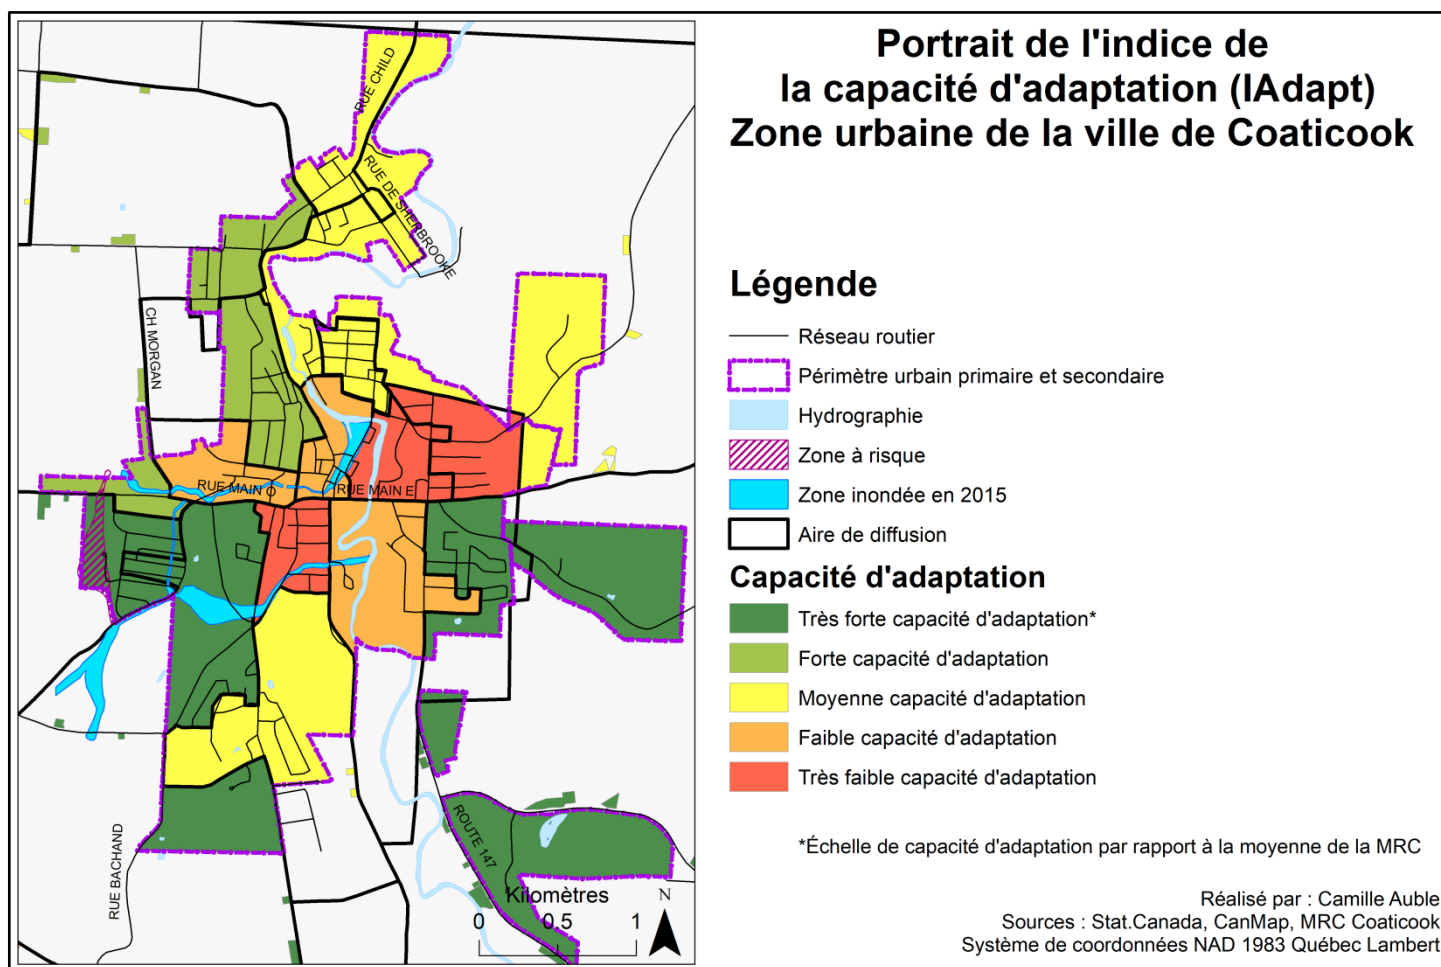 Portrait de l'indice de
la capacité d'adaptation (IAdapt)
Zone urbaine de la ville de Coaticook
RUE CHILD
RUE DE SHERBROOKE
CH MORGAN
RUE MAIN O
RUE MAIN E
RUE BACHAND
ROUTE 147
Kilomètres
0 0.5 1
N
Légende
Réseau routier
Périmètre urbain primaire et secondaire
Hydrographie
Zone à risque
Zone inondée en 2015
Aire de diffusion
Capacité d'adaptation
Très forte capacité d'adaptation*
Forte capacité d'adaptation
Moyenne capacité d'adaptation
Faible capacité d'adaptation
Très faible capacité d'adaptation
*Échelle de capacité d'adaptation par rapport à la moyenne de la MRC
Réalisé par : Camille Auble
Sources : Stat.Canada, CanMap, MRC Coaticook
Système de coordonnées NAD 1983 Québec Lambert